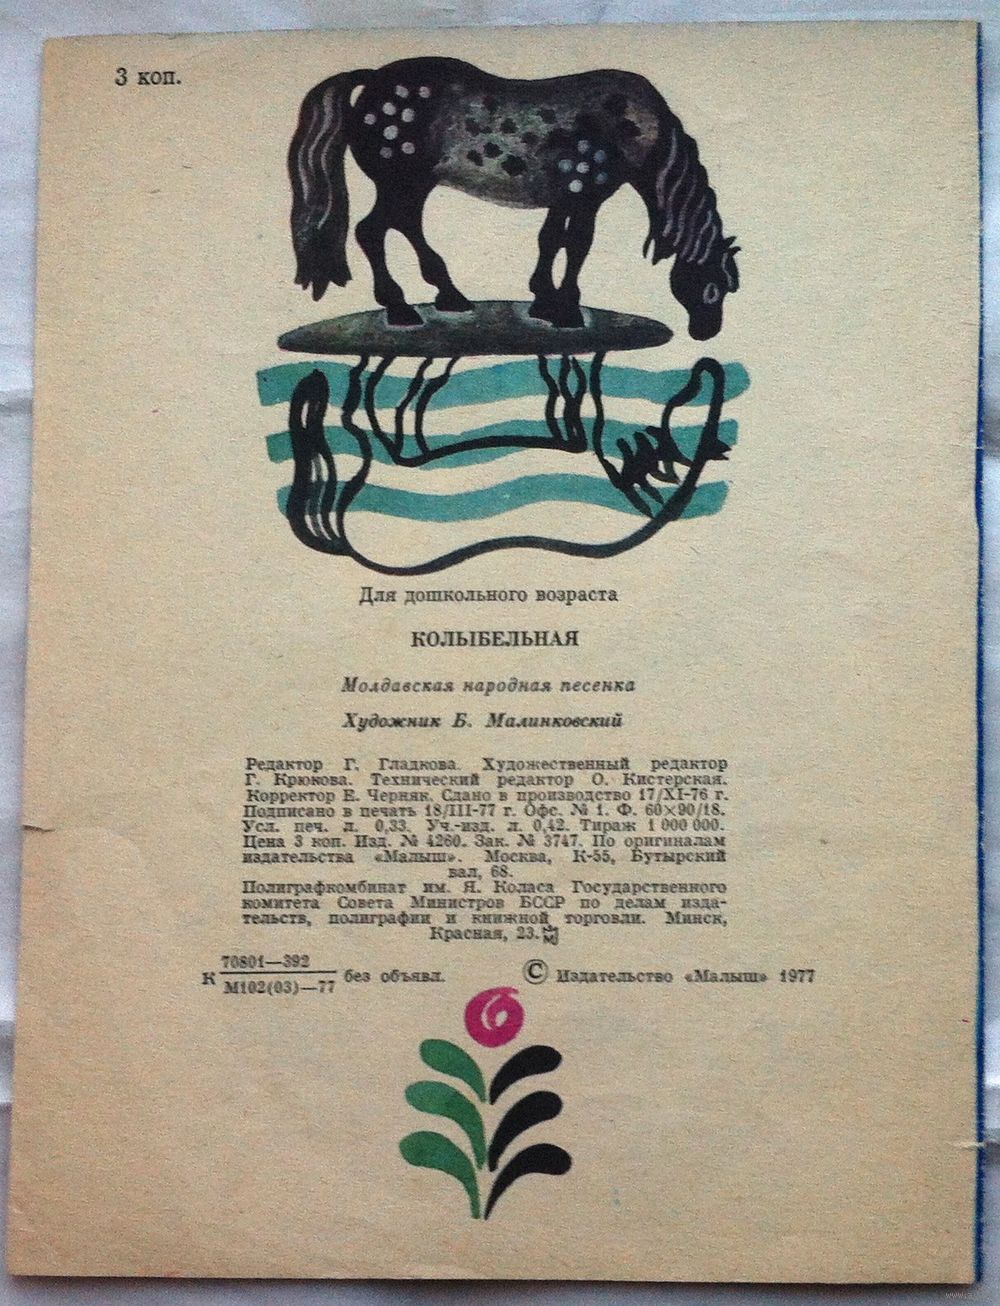 3 коп.
Для дошкольного возраста
КОЛЫБЕЛЬНАЯ
Молдавская народная песенка
Художник Б. Малинковский
Редактор Г. Гладкова. Художественный редактор
Г. Крюкова. Технический редактор О. Кистерская.
Корректор Е. Черняк. Сдано в производство 17/XI-76 г.
Подписано в печать 18/III-77 г. Офс. № 1. Ф. 60×90/18.
Усл. печ. л. 0,33. Уч.-изд. л. 0,42. Тираж 1 000 000.
Цена 3 коп. Изд. № 4260. Зак. № 3747. По оригиналам
издательства «Малыш». Москва, К-55, Бутырский
вал, 68.
Полиграфкомбинат им. Я. Коласа Государственного
комитета Совета Министров БССР по делам изда-
тельств, полиграфии и книжной торговли. Минск,
Красная, 23.
К 70801—392
М102(03)—77 без объявл.
© Издательство «Малыш» 1977